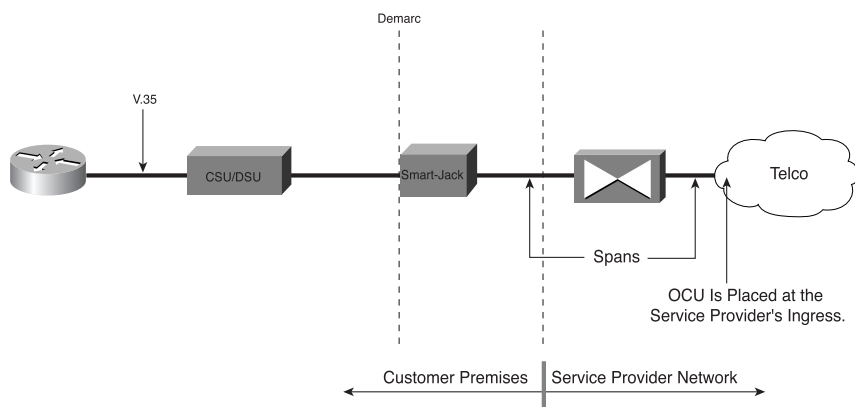 Demarc
V.35
CSU/DSU
Smart-Jack
Telco
Spans
OCU Is Placed at the
Service Provider's Ingress.
Customer Premises
Service Provider Network